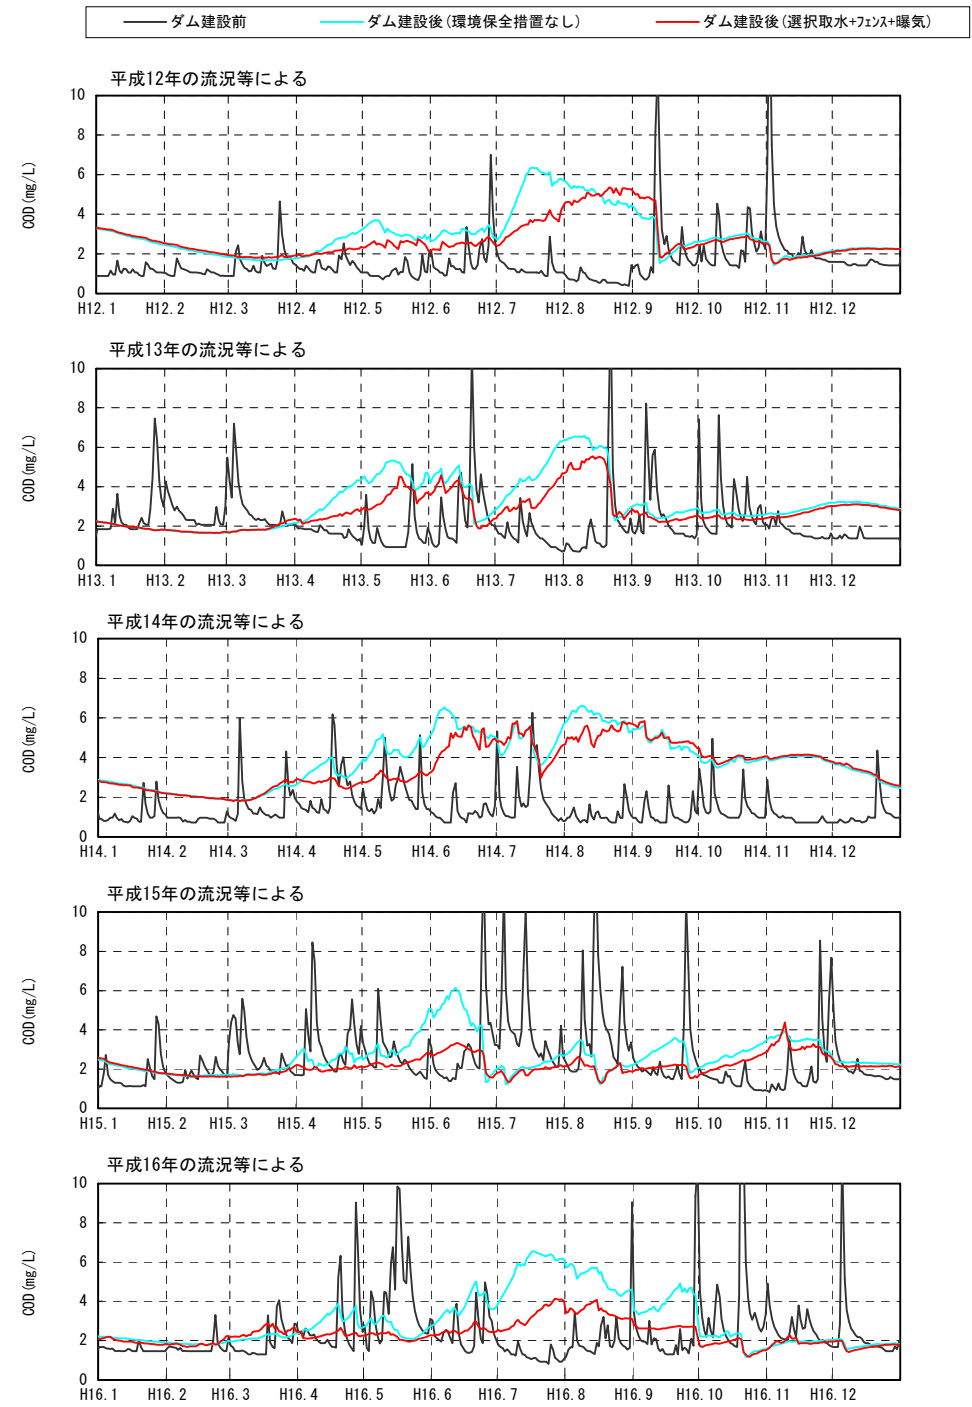 ダム建設前 ダム建設後(環境保全措置なし) ダム建設後(選択取水+ﾌｪﾝｽ+曝気)
平成12年の流況等による
COD(mg/L)
10
8
6
4
2
0
H12.1 H12.2 H12.3 H12.4 H12.5 H12.6 H12.7 H12.8 H12.9 H12.10 H12.11 H12.12
平成13年の流況等による
COD(mg/L)
10
8
6
4
2
0
H13.1 H13.2 H13.3 H13.4 H13.5 H13.6 H13.7 H13.8 H13.9 H13.10 H13.11 H13.12
平成14年の流況等による
COD(mg/L)
10
8
6
4
2
0
H14.1 H14.2 H14.3 H14.4 H14.5 H14.6 H14.7 H14.8 H14.9 H14.10 H14.11 H14.12
平成15年の流況等による
COD(mg/L)
10
8
6
4
2
0
H15.1 H15.2 H15.3 H15.4 H15.5 H15.6 H15.7 H15.8 H15.9 H15.10 H15.11 H15.12
平成16年の流況等による
COD(mg/L)
10
8
6
4
2
0
H16.1 H16.2 H16.3 H16.4 H16.5 H16.6 H16.7 H16.8 H16.9 H16.10 H16.11 H16.12